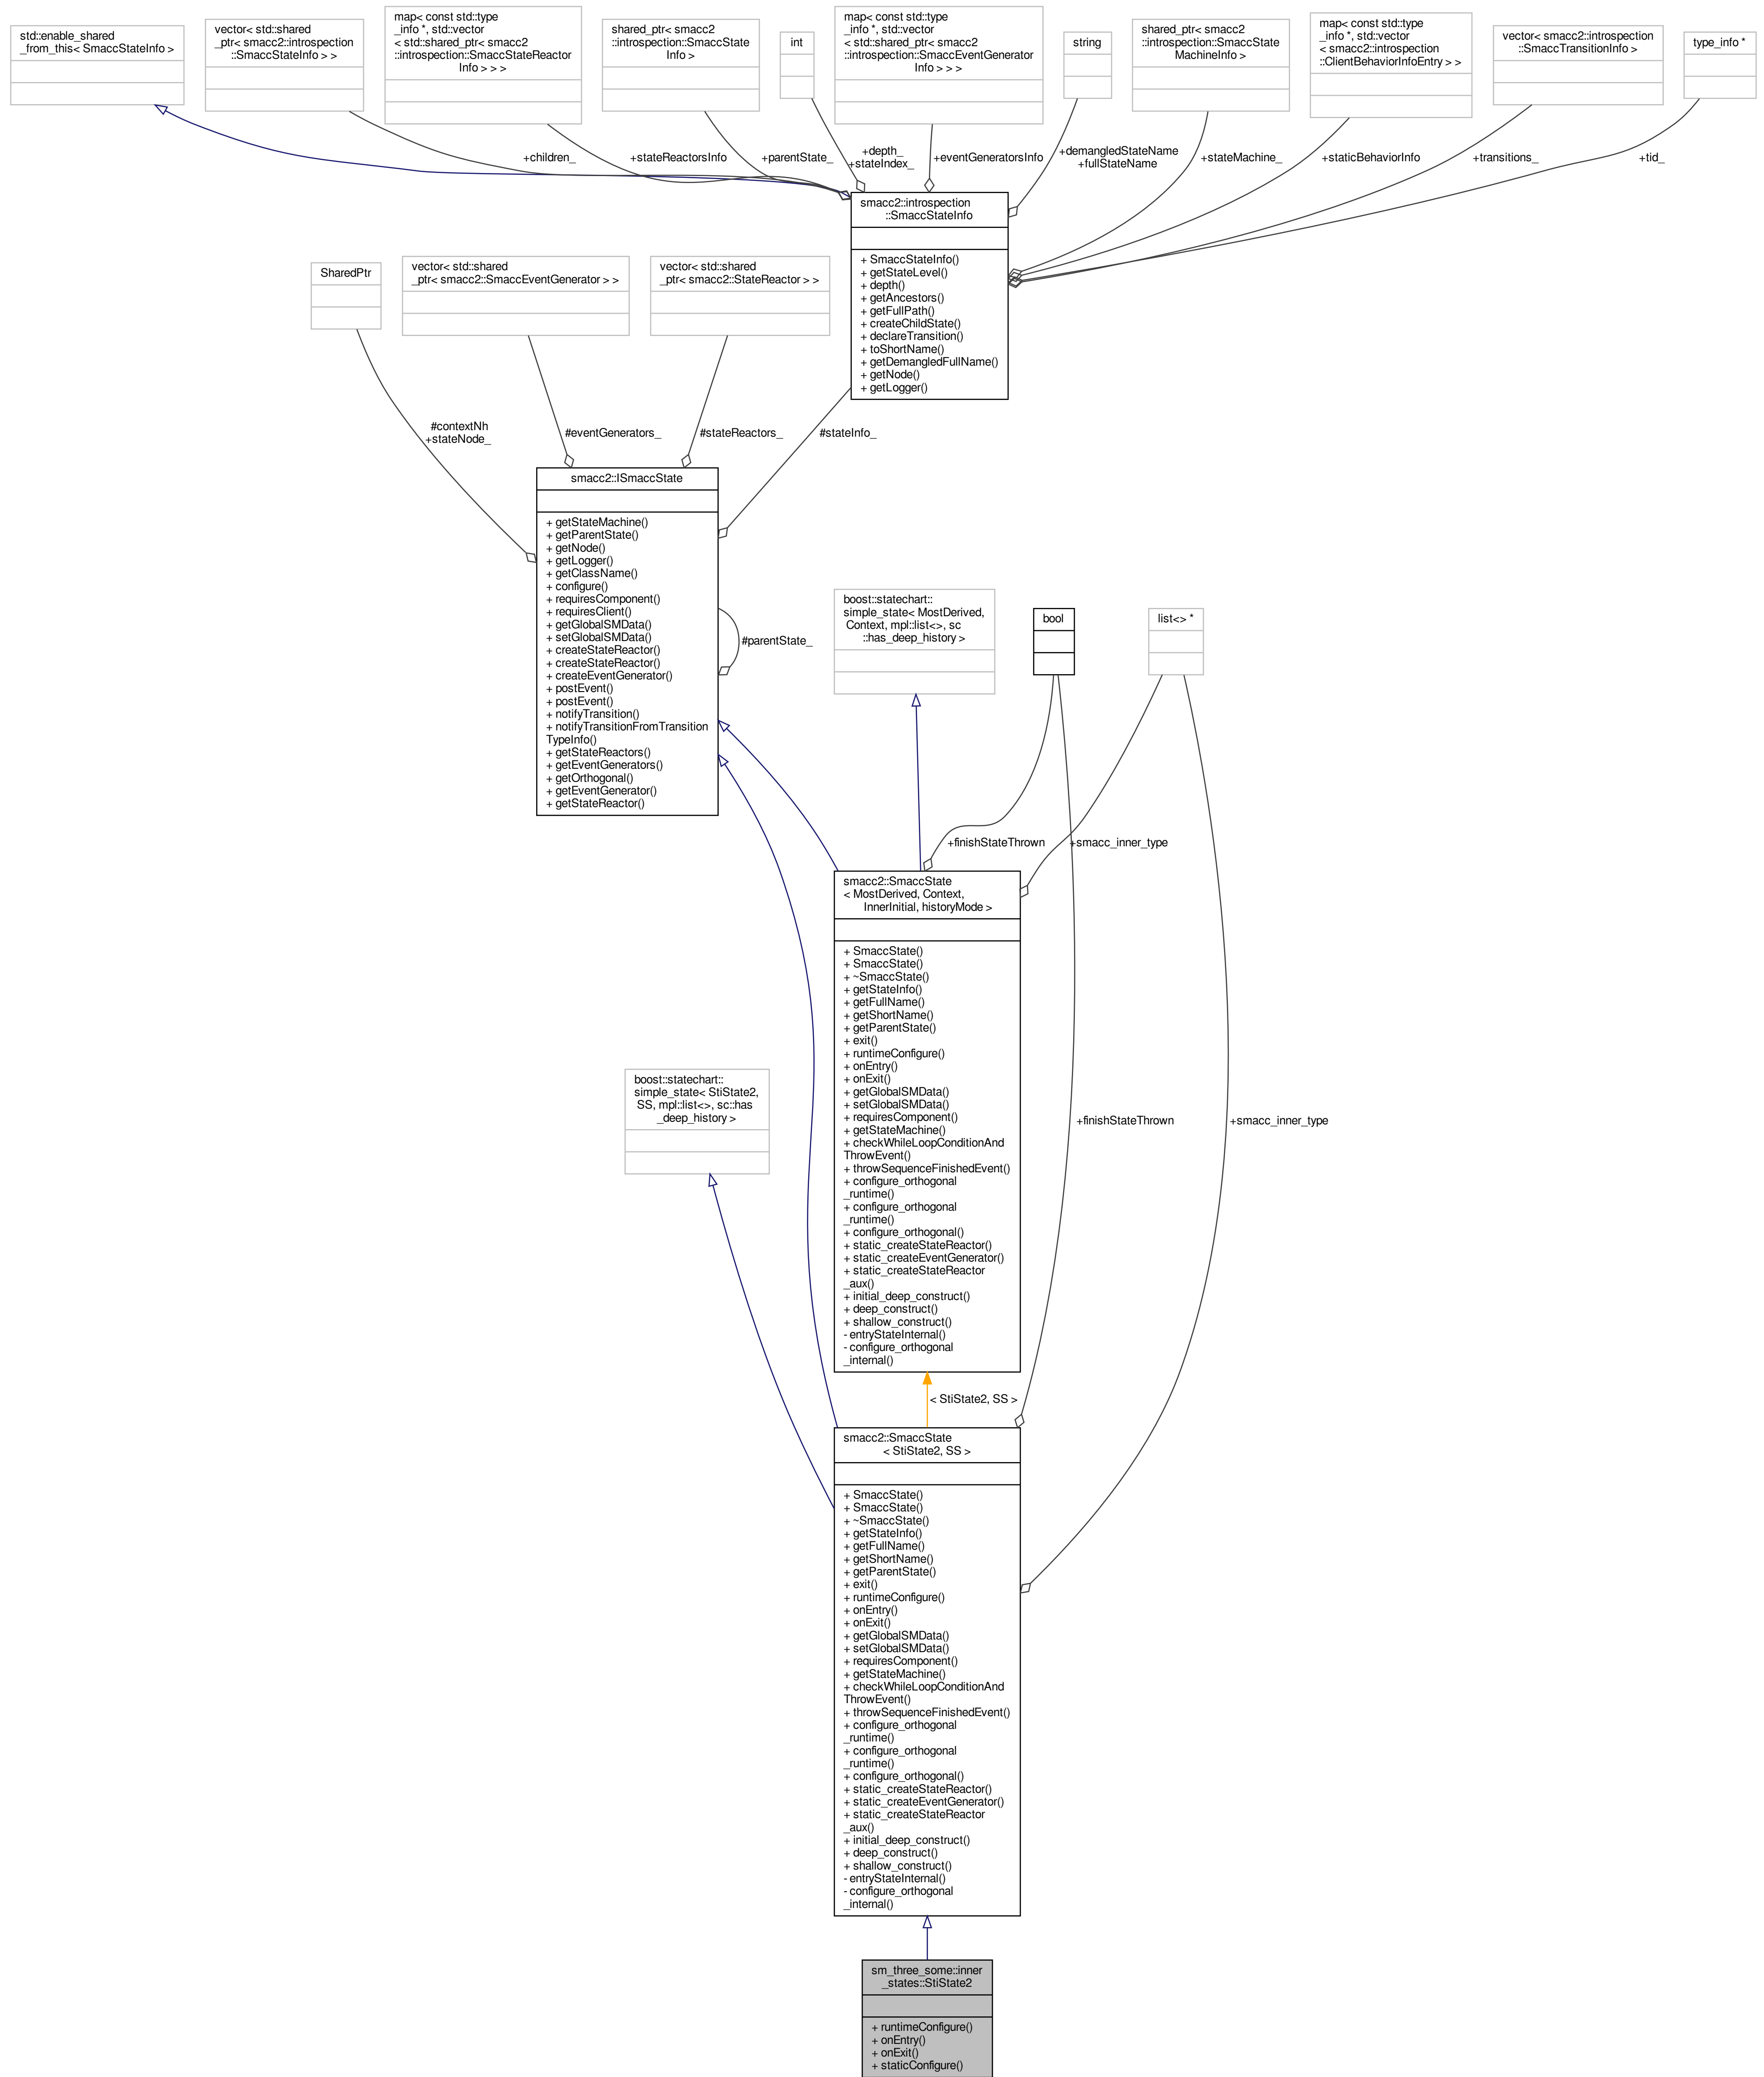 std::enable_shared
_from_this< SmaccStateInfo >
vector< std::shared
_ptr< smacc2::introspection
::SmaccStateInfo > >
map< const std::type
_info *, std::vector
< std::shared_ptr< smacc2
::introspection::SmaccStateReactor
Info > > >
shared_ptr< smacc2
::introspection::SmaccState
Info >
int
map< const std::type
_info *, std::vector
< std::shared_ptr< smacc2
::introspection::SmaccEventGenerator
Info > > >
string
shared_ptr< smacc2
::introspection::SmaccState
MachineInfo >
map< const std::type
_info *, std::vector
< smacc2::introspection
::ClientBehaviorInfoEntry > >
vector< smacc2::introspection
::SmaccTransitionInfo >
type_info *
+children_
+stateReactorsInfo
+parentState_
+depth_
+stateIndex_
+eventGeneratorsInfo
+demangledStateName
+fullStateName
+stateMachine_
+staticBehaviorInfo
+transitions_
+tid_
smacc2::introspection
::SmaccStateInfo
+ SmaccStateInfo()
+ getStateLevel()
+ depth()
+ getAncestors()
+ getFullPath()
+ createChildState()
+ declareTransition()
+ toShortName()
+ getDemangledFullName()
+ getNode()
+ getLogger()
SharedPtr
vector< std::shared
_ptr< smacc2::SmaccEventGenerator > >
vector< std::shared
_ptr< smacc2::StateReactor > >
#contextNh
+stateNode_
#eventGenerators_
#stateReactors_
#stateInfo_
smacc2::ISmaccState
+ getStateMachine()
+ getParentState()
+ getNode()
+ getLogger()
+ getClassName()
+ configure()
+ requiresComponent()
+ requiresClient()
+ getGlobalSMData()
+ setGlobalSMData()
+ createStateReactor()
+ createStateReactor()
+ createEventGenerator()
+ postEvent()
+ postEvent()
+ notifyTransition()
+ notifyTransitionFromTransition
TypeInfo()
+ getStateReactors()
+ getEventGenerators()
+ getOrthogonal()
+ getEventGenerator()
+ getStateReactor()
#parentState_
boost::statechart::
simple_state< MostDerived,
Context, mpl::list<>, sc
::has_deep_history >
bool
list<> *
+finishStateThrown
+smacc_inner_type
smacc2::SmaccState
< MostDerived, Context,
InnerInitial, historyMode >
+ SmaccState()
+ SmaccState()
+ ~SmaccState()
+ getStateInfo()
+ getFullName()
+ getShortName()
+ getParentState()
+ exit()
+ runtimeConfigure()
+ onEntry()
+ onExit()
+ getGlobalSMData()
+ setGlobalSMData()
+ requiresComponent()
+ getStateMachine()
+ checkWhileLoopConditionAnd
ThrowEvent()
+ throwSequenceFinishedEvent()
+ configure_orthogonal
_runtime()
+ configure_orthogonal
_runtime()
+ configure_orthogonal()
+ static_createStateReactor()
+ static_createEventGenerator()
+ static_createStateReactor
_aux()
+ initial_deep_construct()
+ deep_construct()
+ shallow_construct()
- entryStateInternal()
- configure_orthogonal
_internal()
boost::statechart::
simple_state< StiState2,
SS, mpl::list<>, sc::has
_deep_history >
+finishStateThrown
+smacc_inner_type
< StiState2, SS >
smacc2::SmaccState
< StiState2, SS >
+ SmaccState()
+ SmaccState()
+ ~SmaccState()
+ getStateInfo()
+ getFullName()
+ getShortName()
+ getParentState()
+ exit()
+ runtimeConfigure()
+ onEntry()
+ onExit()
+ getGlobalSMData()
+ setGlobalSMData()
+ requiresComponent()
+ getStateMachine()
+ checkWhileLoopConditionAnd
ThrowEvent()
+ throwSequenceFinishedEvent()
+ configure_orthogonal
_runtime()
+ configure_orthogonal
_runtime()
+ configure_orthogonal()
+ static_createStateReactor()
+ static_createEventGenerator()
+ static_createStateReactor
_aux()
+ initial_deep_construct()
+ deep_construct()
+ shallow_construct()
- entryStateInternal()
- configure_orthogonal
_internal()
sm_three_some::inner
_states::StiState2
+ runtimeConfigure()
+ onEntry()
+ onExit()
+ staticConfigure()